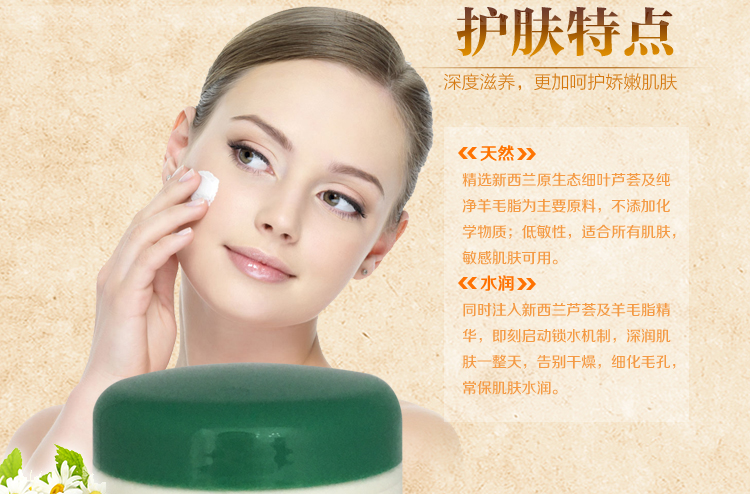 护肤特点
深度滋养，更加呵护娇嫩肌肤
天然
精选新西兰原生态细叶芦荟及纯
净羊毛脂为主要原料，不添加化
学物质；低敏性，适合所有肌肤，
敏感肌肤可用。
水润
同时注入新西兰芦荟及羊毛脂精
华，即刻启动锁水机制，深润肌
肤一整天，告别干燥，细化毛孔，
常保肌肤水润。